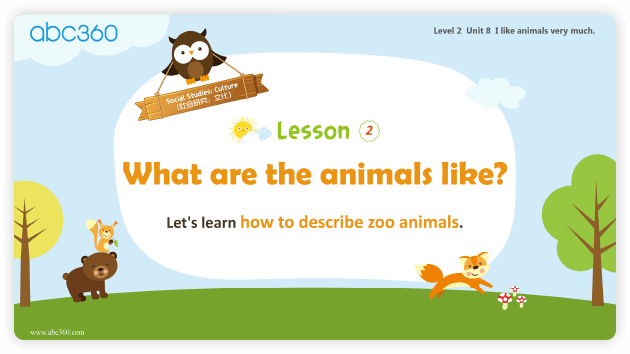 abc360
Level 2 Unit 8 I like animals very much.
Social Studies: Culture
(社会研究：文化)
Lesson 2
What are the animals like?
Let's learn how to describe zoo animals.
www.abc360.com